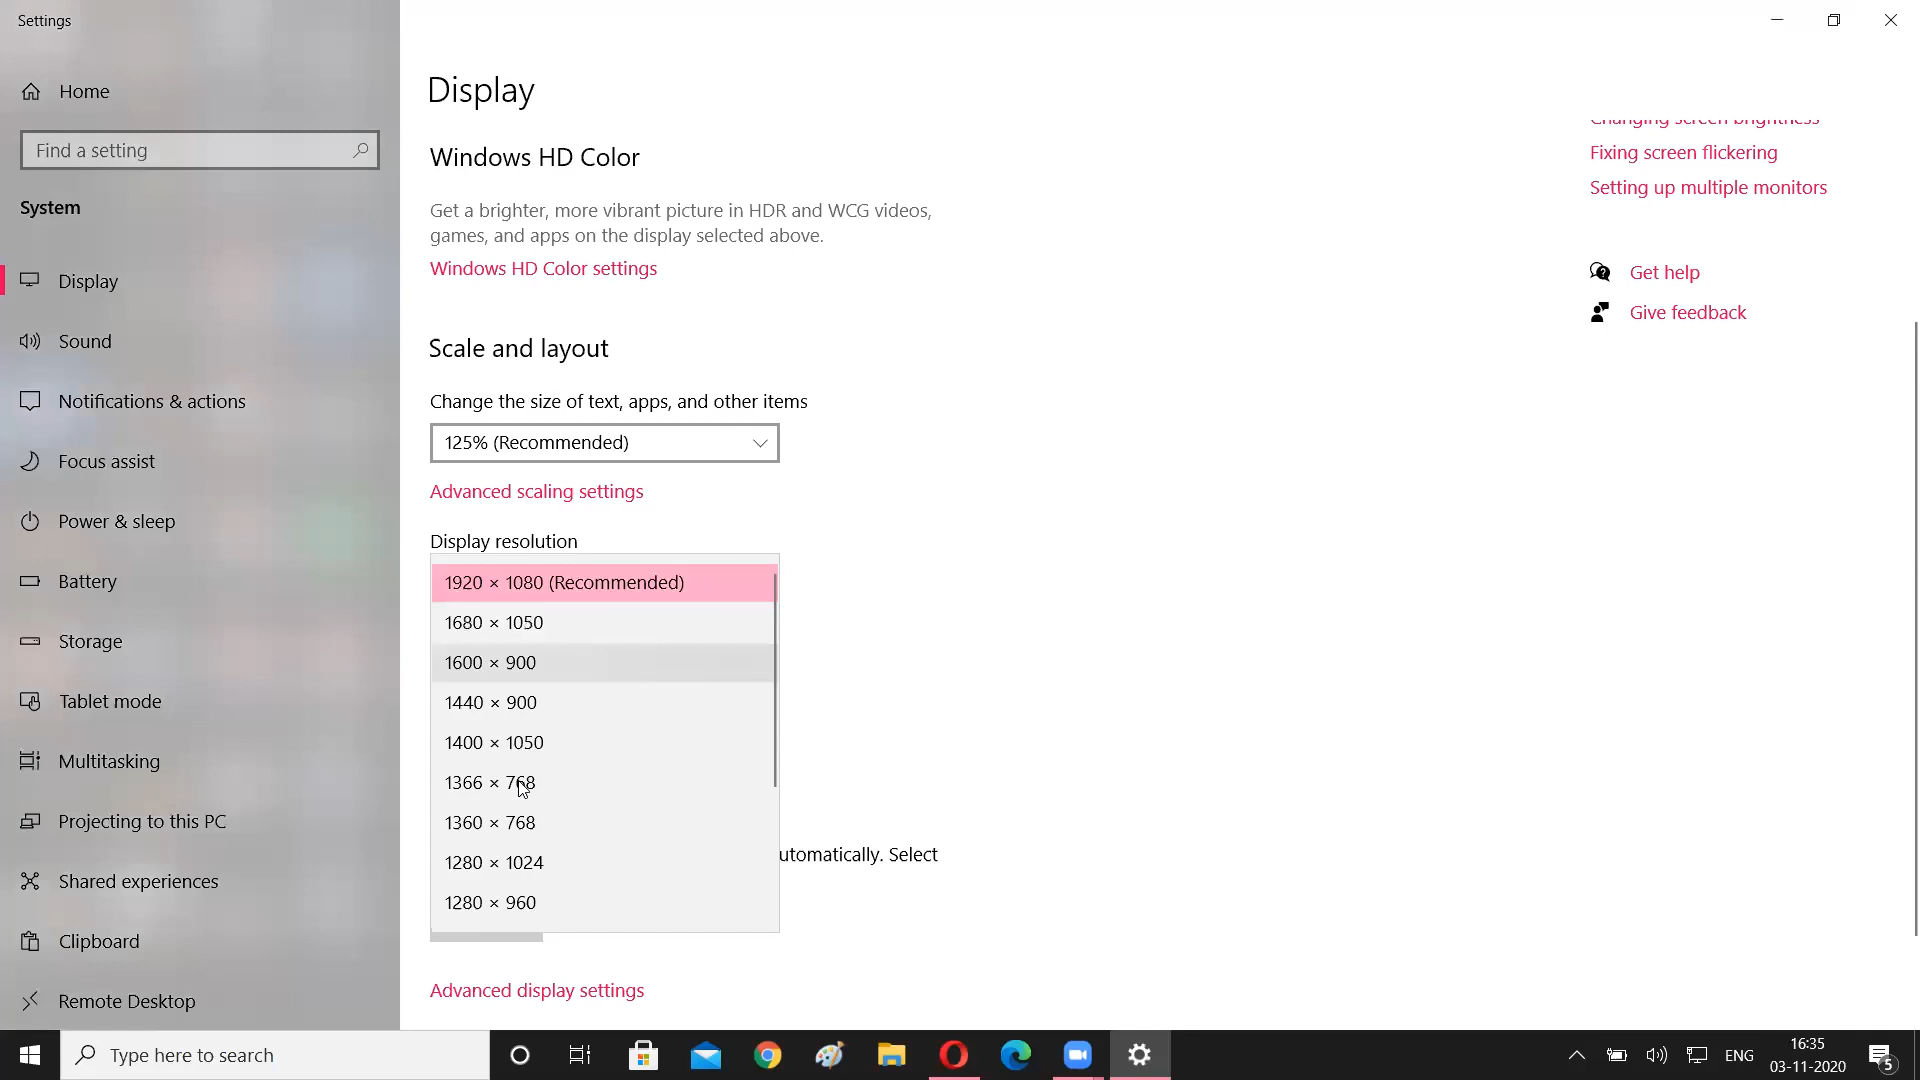 Settings
Home
Find a setting
System
Display
Sound
Notifications & actions
Focus assist
Power & sleep
Battery
Storage
Tablet mode
Multitasking
Projecting to this PC
Shared experiences
Clipboard
Remote Desktop
Display
Windows HD Color
Get a brighter, more vibrant picture in HDR and WCG videos,
games, and apps on the display selected above.
Windows HD Color settings
Scale and layout
Change the size of text, apps, and other items
125% (Recommended)
Advanced scaling settings
Display resolution
1920 × 1080 (Recommended)
1680 × 1050
1600 × 900
1440 × 900
1400 × 1050
1366 × 768
1360 × 768
1280 × 1024
1280 × 960
utomatically. Select
Advanced display settings
Changing screen brightness
Fixing screen flickering
Setting up multiple monitors
Get help
Give feedback
Type here to search
ENG
16:35
03-11-2020
5